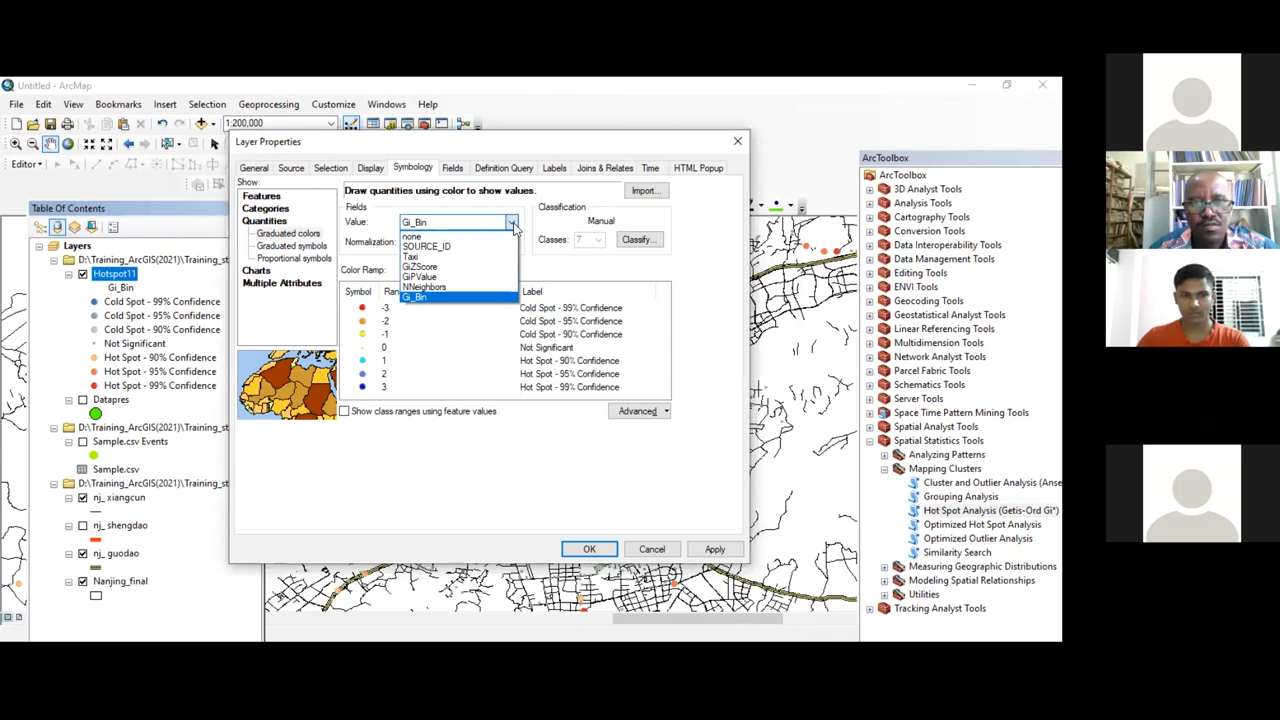 Untitled - ArcMap
File Edit View Bookmarks Insert Selection Geoprocessing Customize Windows Help
1:200,000
Editor
Table Of Contents
Layers
D:\Training_ArcGIS(2021)\Training_st
Hotspot11
Gi_Bin
Cold Spot - 99% Confidence
Cold Spot - 95% Confidence
Cold Spot - 90% Confidence
Not Significant
Hot Spot - 90% Confidence
Hot Spot - 95% Confidence
Hot Spot - 99% Confidence
Datapres
D:\Training_ArcGIS(2021)\Training_st
Sample.csv Events
Sample.csv
D:\Training_ArcGIS(2021)\Training_st
nj_ xiangcun
nj_ shengdao
nj_ guodao
Nanjing_final
Layer Properties
General Source Selection Display Symbology Fields Definition Query Labels Joins & Relates Time HTML Popup
Show:
Features
Categories
Quantities
Graduated colors
Graduated symbols
Proportional symbols
Charts
Multiple Attributes
Draw quantities using color to show values.
Import...
Fields
Value: Gi_Bin
Normalization:
none
SOURCE_ID
Taxi
GiZScore
GiPValue
NNeighbors
Gi_Bin
Classification
Manual
Classes: 7 Classify...
Color Ramp:
Symbol Ran Label
-3 Cold Spot - 99% Confidence
-2 Cold Spot - 95% Confidence
-1 Cold Spot - 90% Confidence
0 Not Significant
1 Hot Spot - 90% Confidence
2 Hot Spot - 95% Confidence
3 Hot Spot - 99% Confidence
Show class ranges using feature values
Advanced
OK Cancel Apply
ArcToolbox
ArcToolbox
3D Analyst Tools
Analysis Tools
Cartography Tools
Conversion Tools
Data Interoperability Tools
Data Management Tools
Editing Tools
ENVI Tools
Geocoding Tools
Geostatistical Analyst Tools
Linear Referencing Tools
Multidimension Tools
Network Analyst Tools
Parcel Fabric Tools
Schematics Tools
Server Tools
Space Time Pattern Mining Tools
Spatial Analyst Tools
Spatial Statistics Tools
Analyzing Patterns
Mapping Clusters
Cluster and Outlier Analysis (Anse
Grouping Analysis
Hot Spot Analysis (Getis-Ord Gi*)
Optimized Hot Spot Analysis
Optimized Outlier Analysis
Similarity Search
Measuring Geographic Distributions
Modeling Spatial Relationships
Utilities
Tracking Analyst Tools